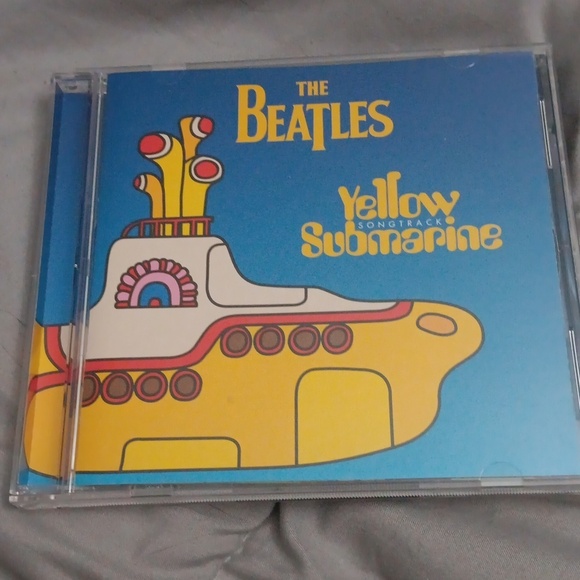 THE
BEATLES
Yellow
SONGTRACK
Submarine